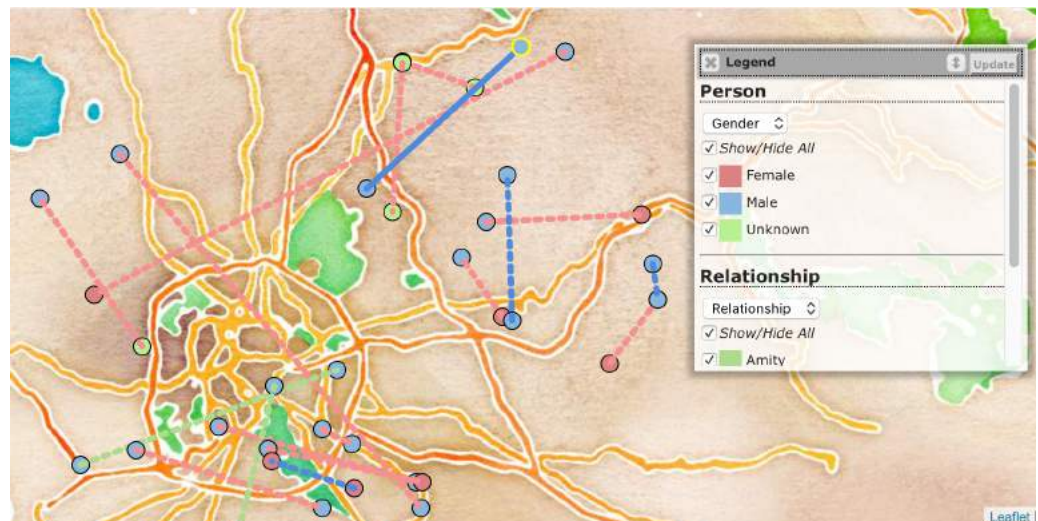 Legend
Update
Person
Gender
Show/Hide All
Female
Male
Unknown
Relationship
Relationship
Show/Hide All
Amity
Leaflet